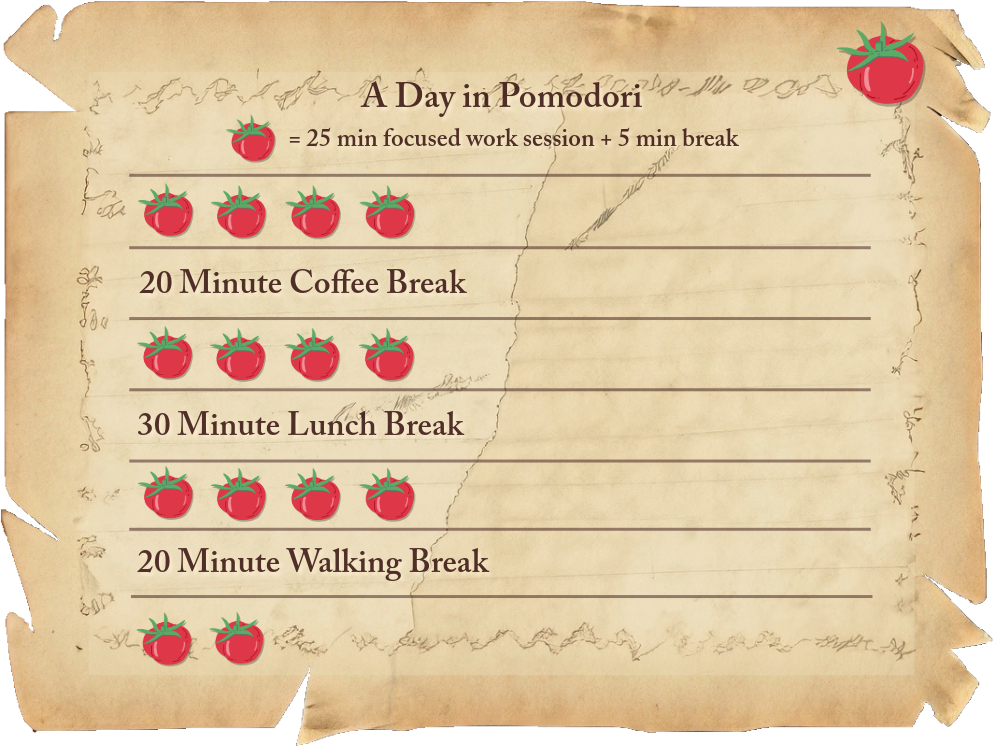 A Day in Pomodori
= 25 min focused work session + 5 min break
20 Minute Coffee Break
30 Minute Lunch Break
20 Minute Walking Break